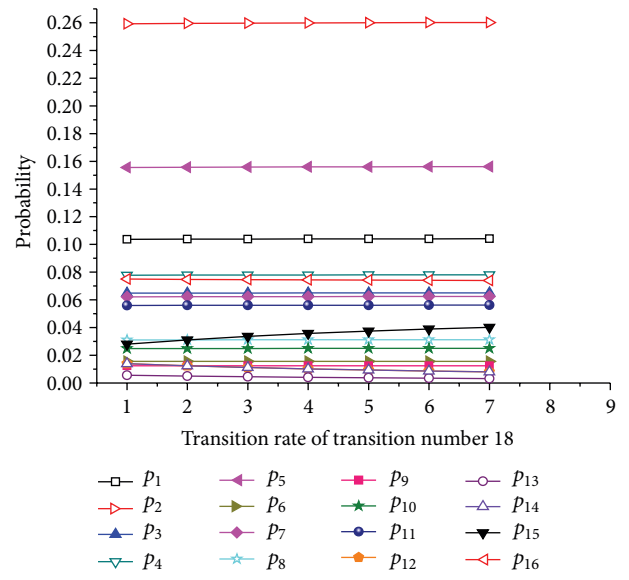 0.26
0.24
0.22
0.20
0.18
0.16
0.14
0.12
0.10
0.08
0.06
0.04
0.02
0.00
Probability
1 2 3 4 5 6 7 8 9
Transition rate of transition number 18
p1 p5 p9 p13
p2 p6 p10 p14
p3 p7 p11 p15
p4 p8 p12 p16